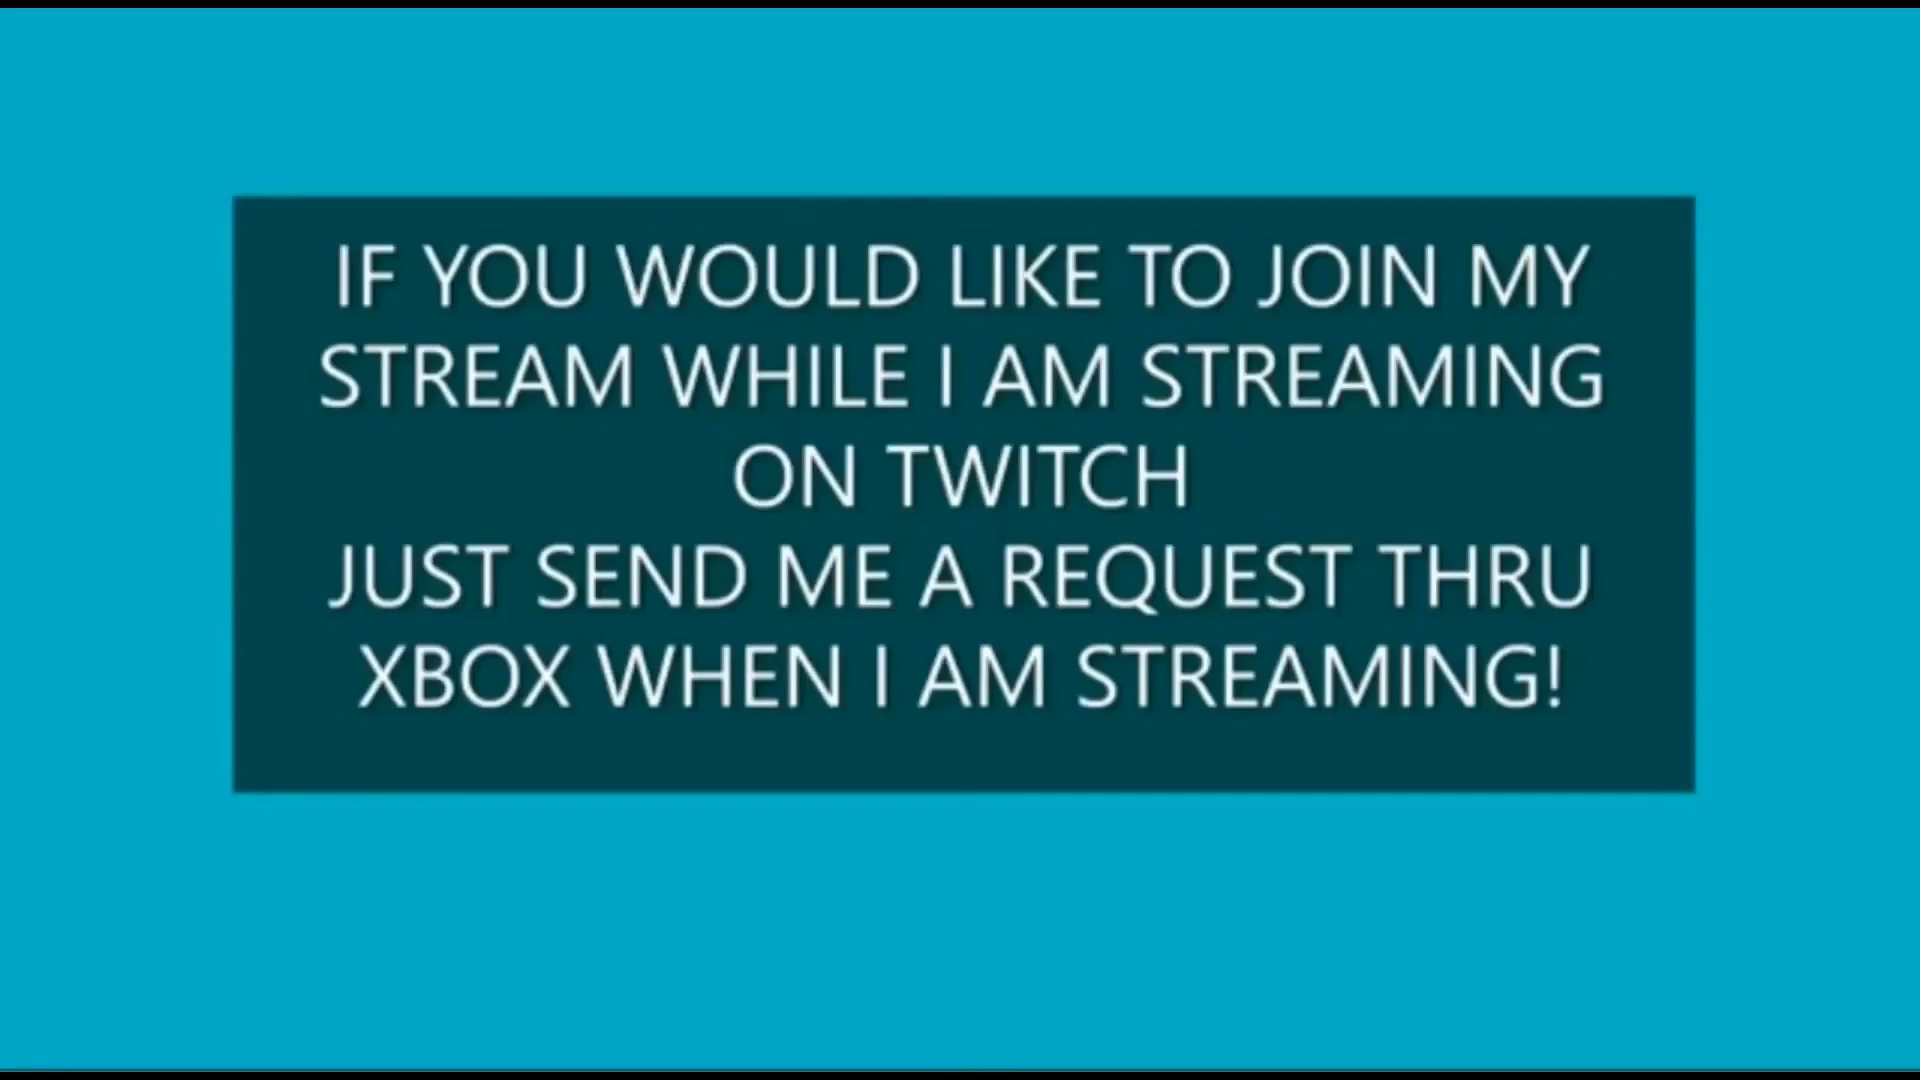 IF YOU WOULD LIKE TO JOIN MY
STREAM WHILE I AM STREAMING
ON TWITCH
JUST SEND ME A REQUEST THRU
XBOX WHEN I AM STREAMING!